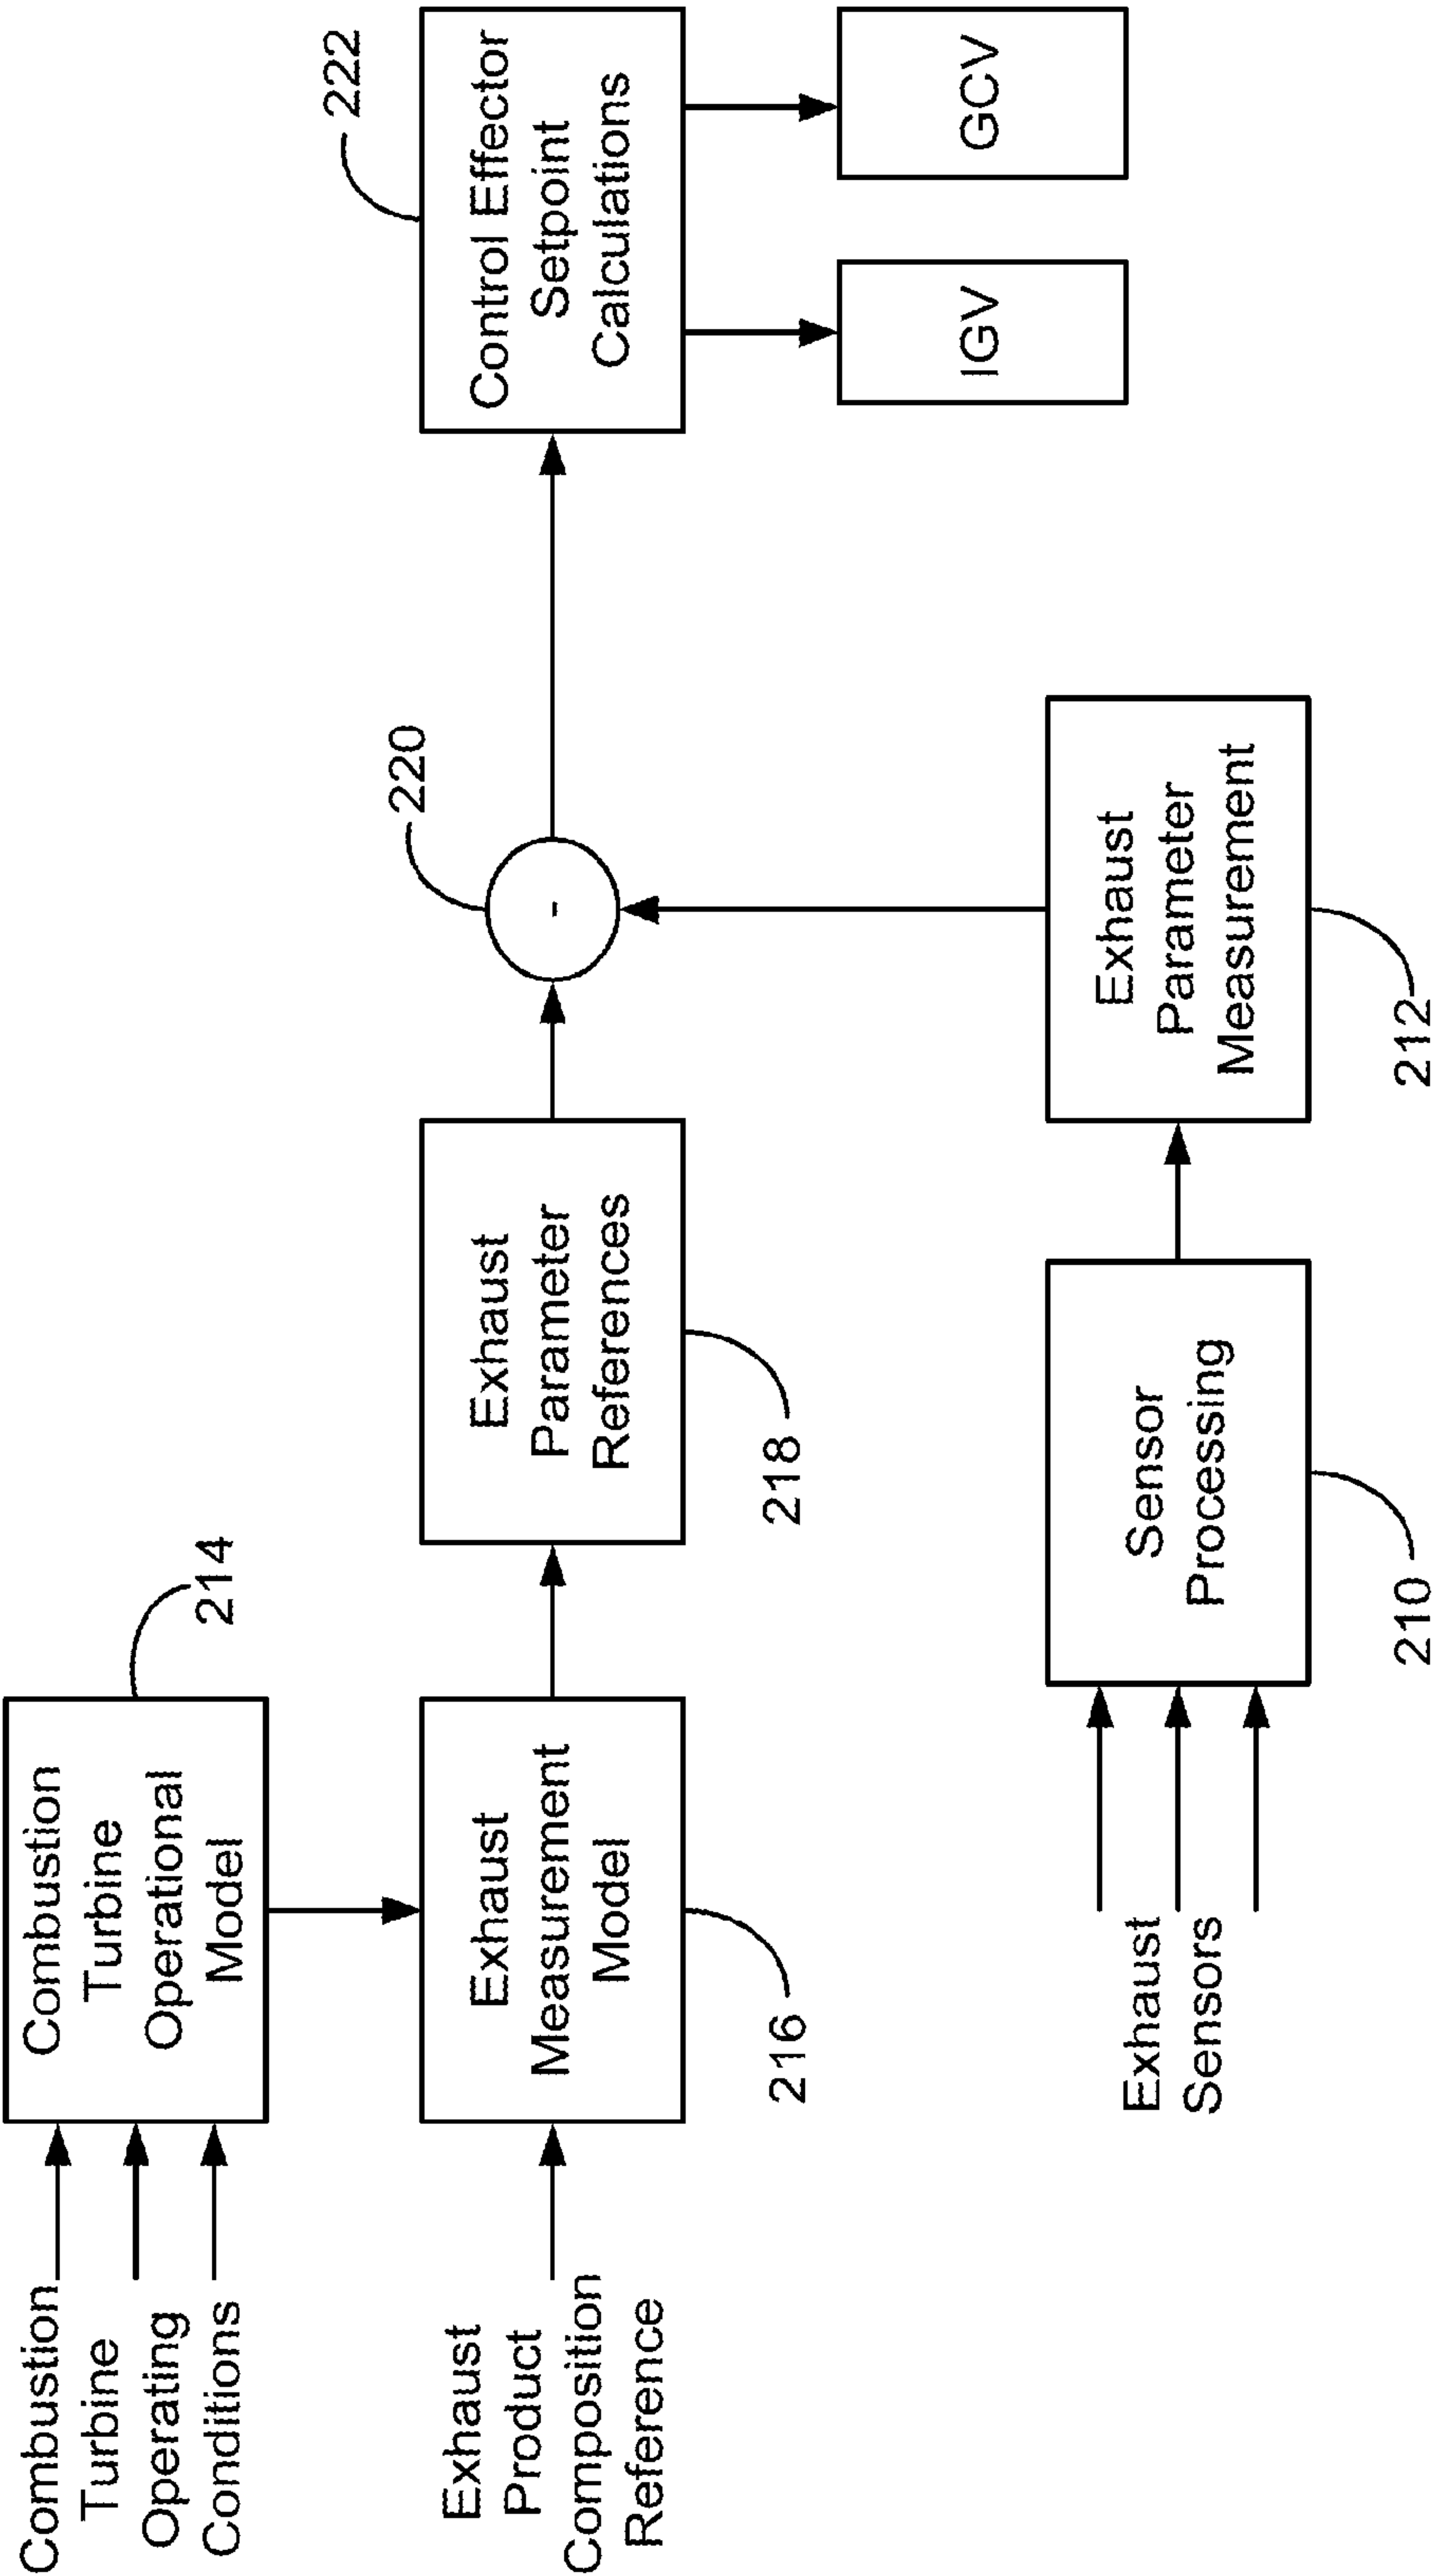 Combustion
Turbine
Operating
Conditions
Combustion
Turbine
Operational
Model
214
Exhaust
Product
Composition
Reference
Exhaust
Measurement
Model
216
Exhaust
Parameter
References
218
-
220
Control Effector
Setpoint
Calculations
222
IGV
GCV
Exhaust
Sensors
Sensor
Processing
210
Exhaust
Parameter
Measurement
212